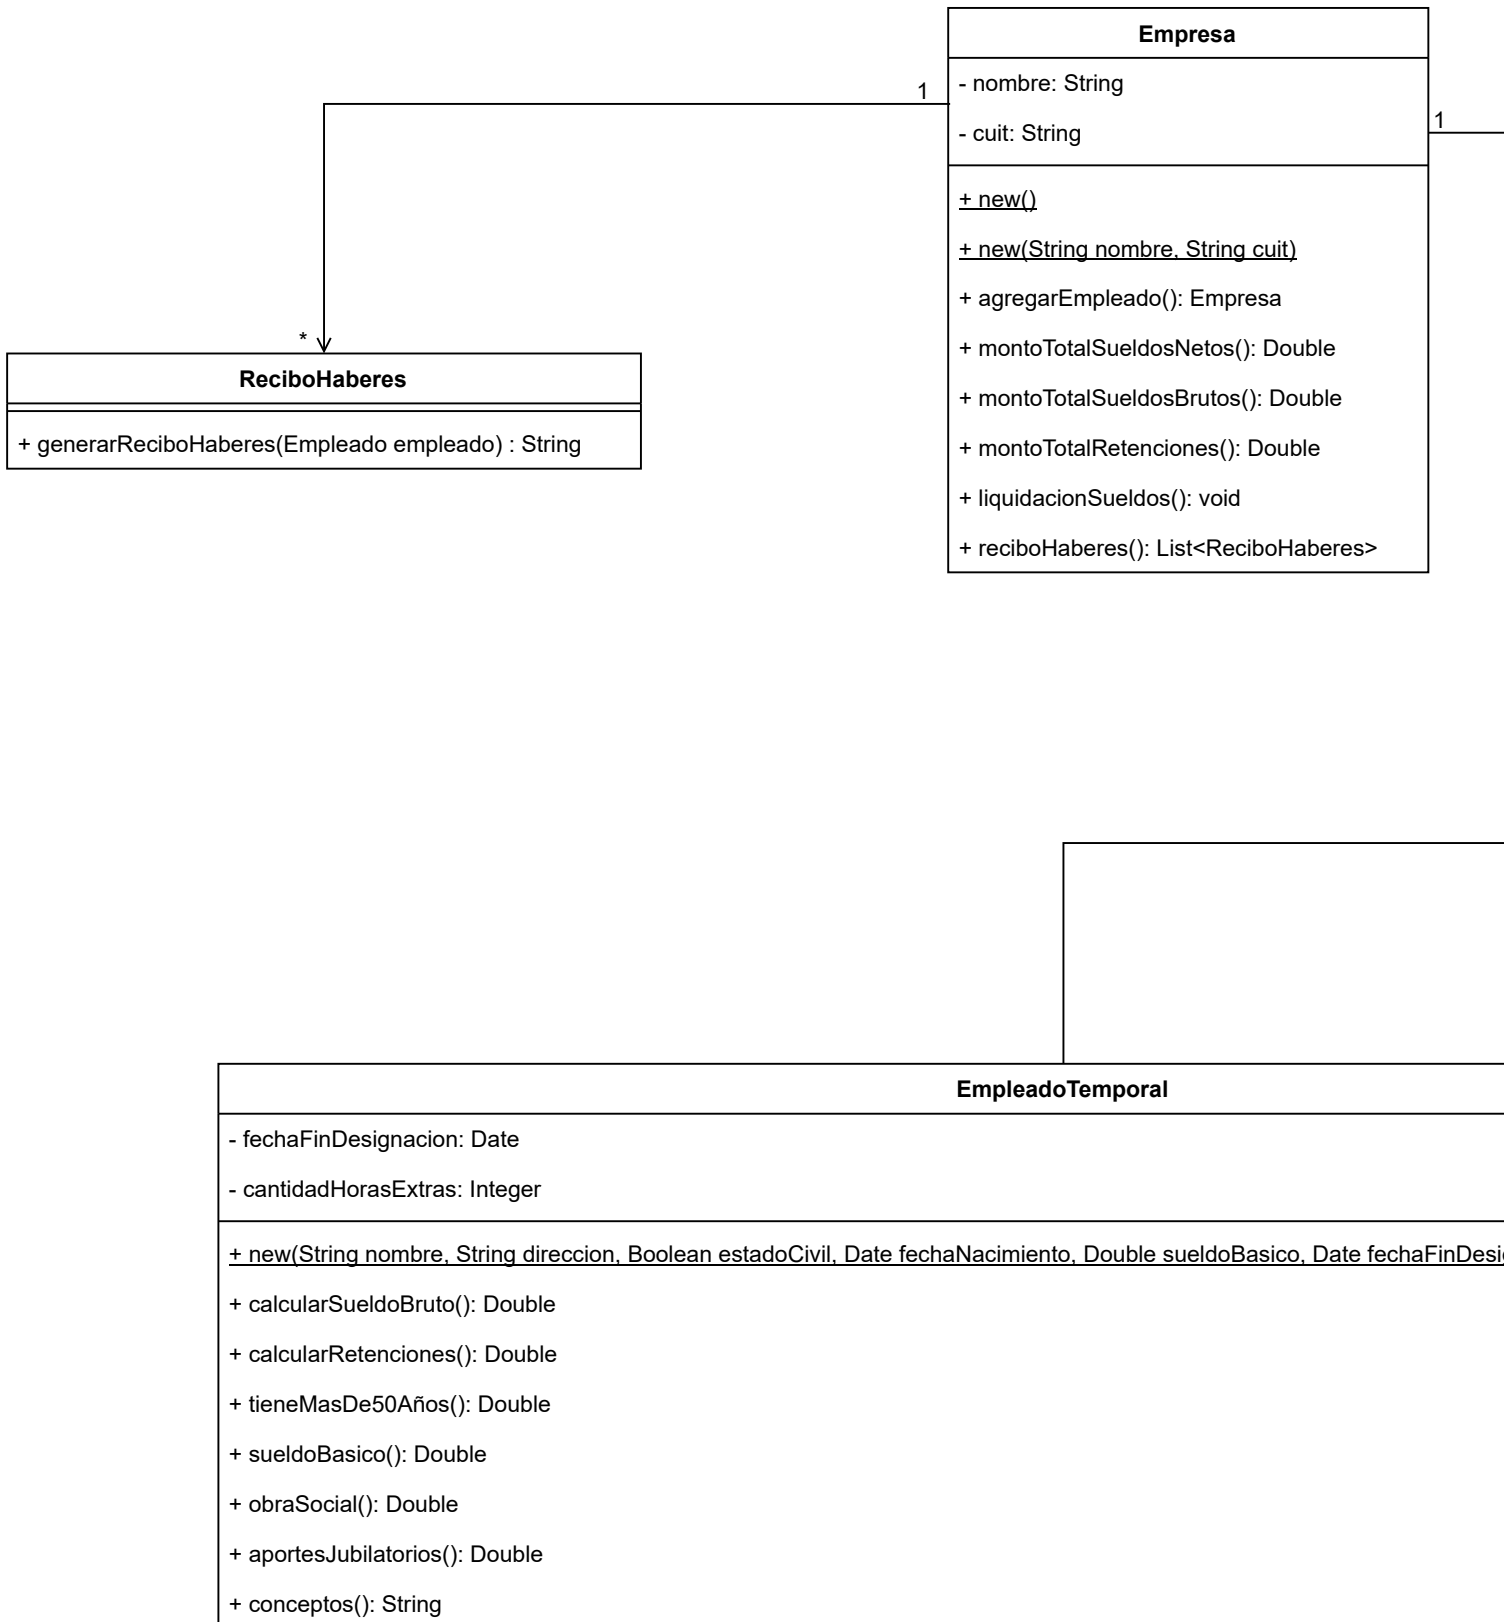 Empresa
- nombre: String
- cuit: String
1
1
+ new()
+ new(String nombre, String cuit)
+ agregarEmpleado(): Empresa
+ montoTotalSueldosNetos(): Double
+ montoTotalSueldosBrutos(): Double
+ montoTotalRetenciones(): Double
+ liquidacionSueldos(): void
+ reciboHaberes(): List<ReciboHaberes>
*
ReciboHaberes
+ generarReciboHaberes(Empleado empleado) : String
EmpleadoTemporal
- fechaFinDesignacion: Date
- cantidadHorasExtras: Integer
+ new(String nombre, String direccion, Boolean estadoCivil, Date fechaNacimiento, Double sueldoBasico, Date
+ calcularSueldoBruto(): Double
+ calcularRetenciones(): Double
+ tieneMasDe50Años(): Double
+ sueldoBasico(): Double
+ obraSocial(): Double
+ aportesJubilatorios(): Double
+ conceptos(): String